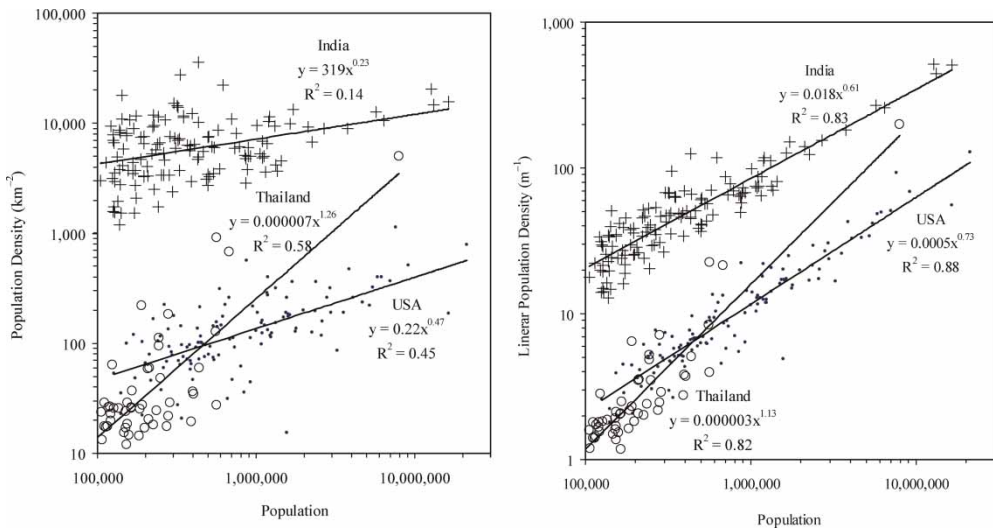 100,000
10,000
1,000
100
10
Population Density (km⁻²)
India
y = 319x^0.23
R² = 0.14
Thailand
y = 0.000007x^1.26
R² = 0.58
USA
y = 0.22x^0.47
R² = 0.45
100,000 1,000,000 10,000,000
Population
1,000
100
10
1
Linerar Population Density (m⁻¹)
India
y = 0.018x^0.61
R² = 0.83
USA
y = 0.0005x^0.73
R² = 0.88
Thailand
y = 0.000003x^1.13
R² = 0.82
100,000 1,000,000 10,000,000
Population